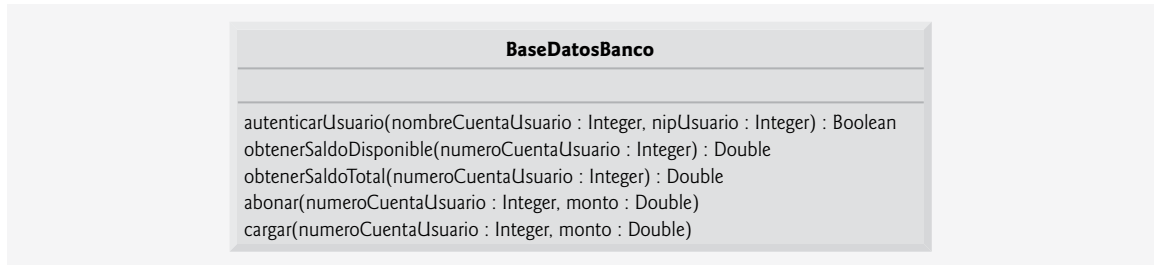 BaseDatosBanco
autenticarUsuario(nombreCuentaUsuario : Integer, nipUsuario : Integer) : Boolean
obtenerSaldoDisponible(numeroCuentaUsuario : Integer) : Double
obtenerSaldoTotal(numeroCuentaUsuario : Integer) : Double
abonar(numeroCuentaUsuario : Integer, monto : Double)
cargar(numeroCuentaUsuario : Integer, monto : Double)